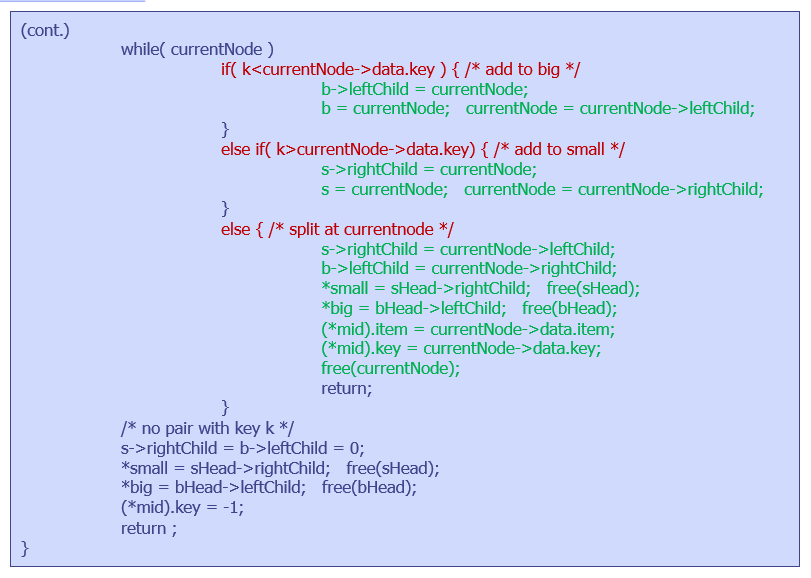 (cont.)
while( currentNode )
if( k<currentNode->data.key ) { /* add to big */
b->leftChild = currentNode;
b = currentNode;   currentNode = currentNode->leftChild;
}
else if( k>currentNode->data.key) { /* add to small */
s->rightChild = currentNode;
s = currentNode;   currentNode = currentNode->rightChild;
}
else { /* split at currentnode */
s->rightChild = currentNode->leftChild;
b->leftChild = currentNode->rightChild;
*small = sHead->rightChild;   free(sHead);
*big = bHead->leftChild;   free(bHead);
(*mid).item = currentNode->data.item;
(*mid).key = currentNode->data.key;
free(currentNode);
return;
}
/* no pair with key k */
s->rightChild = b->leftChild = 0;
*small = sHead->rightChild;   free(sHead);
*big = bHead->leftChild;   free(bHead);
(*mid).key = -1;
return ;
}